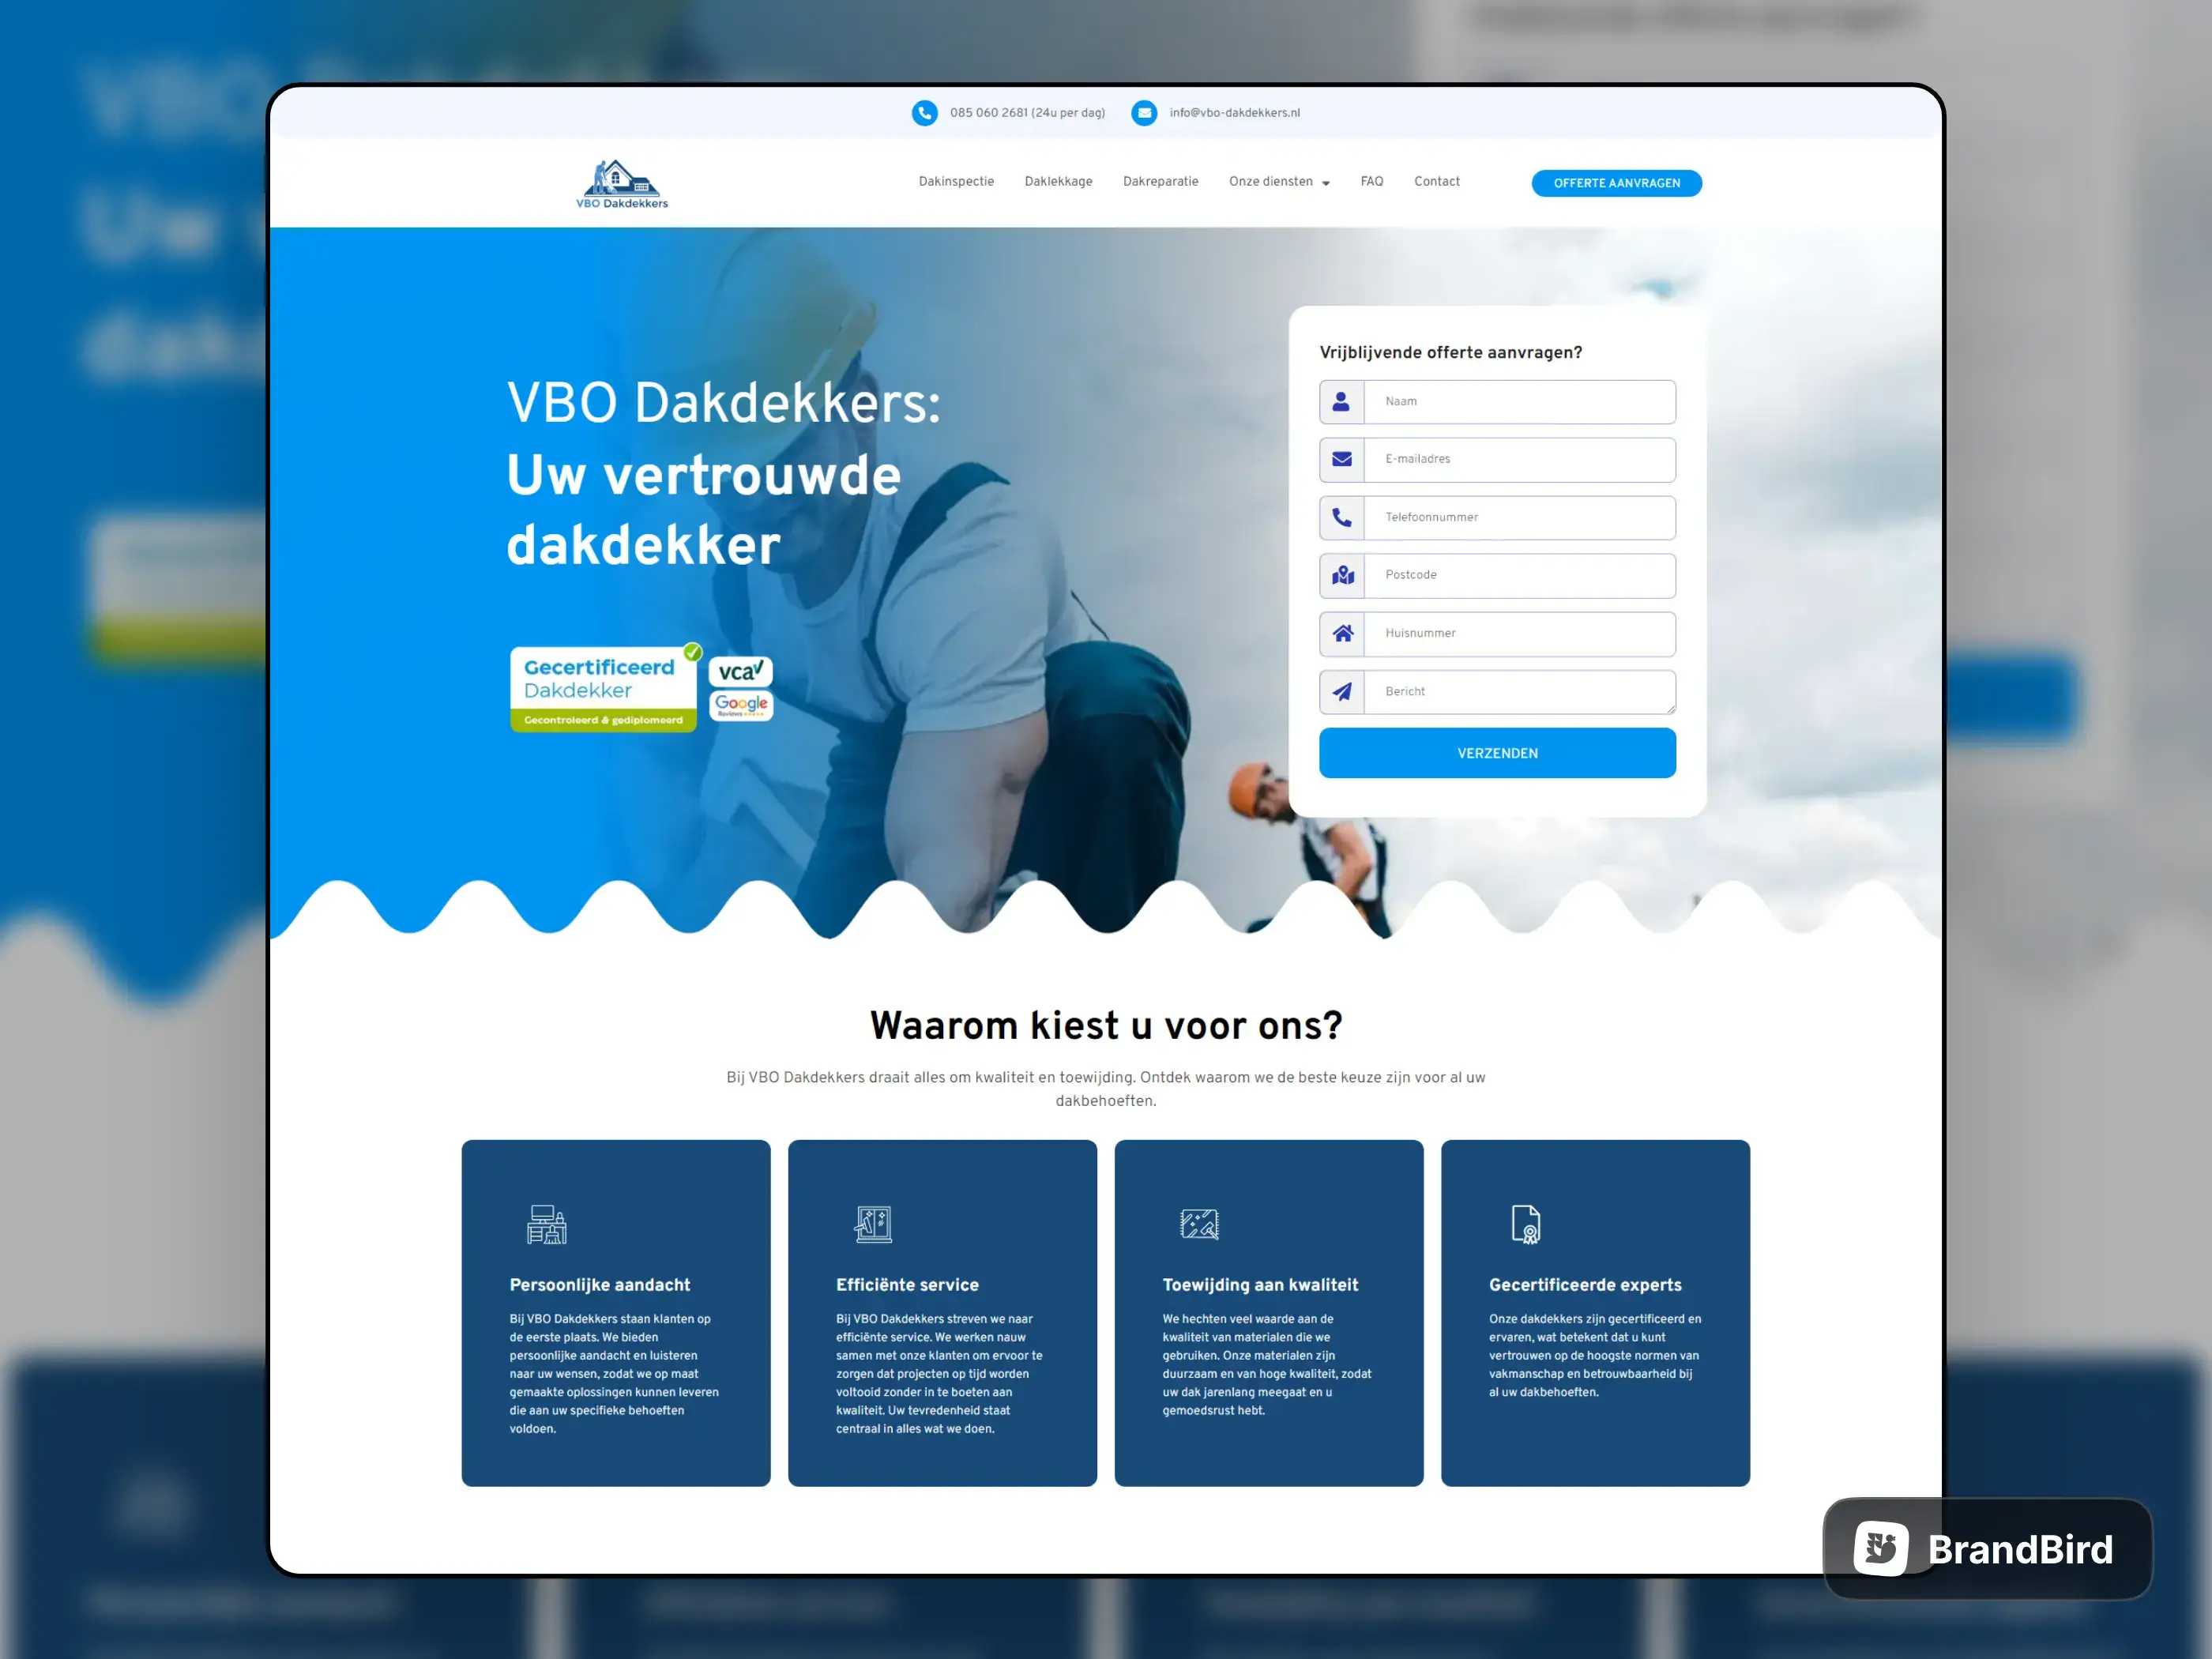 085 060 2681 (24u per dag)
info@vbo-dakdekkers.nl
VBO Dakdekkers
Dakinspectie
Daklekkage
Dakreparatie
Onze diensten
FAQ
Contact
OFFERTE AANVRAGEN
VBO Dakdekkers:
Uw vertrouwde
dakdekker
Gecertificeerd
Dakdekker
Gecontroleerd & gediplomeerd
vca
Google
Reviews
Vrijblijvende offerte aanvragen?
Naam
E-mailadres
Telefoonnummer
Postcode
Huisnummer
Bericht
VERZENDEN
Waarom kiest u voor ons?
Bij VBO Dakdekkers draait alles om kwaliteit en toewijding. Ontdek waarom we de beste keuze zijn voor al uw
dakbehoeften.
Persoonlijke aandacht
Bij VBO Dakdekkers staan klanten op
de eerste plaats. We bieden
persoonlijke aandacht en luisteren
naar uw wensen, zodat we op maat
gemaakte oplossingen kunnen leveren
die aan uw specifieke behoeften
voldoen.
Efficiënte service
Bij VBO Dakdekkers streven we naar
efficiënte service. We werken nauw
samen met onze klanten om ervoor te
zorgen dat projecten op tijd worden
voltooid zonder in te boeten aan
kwaliteit. Uw tevredenheid staat
centraal in alles wat we doen.
Toewijding aan kwaliteit
We hechten veel waarde aan de
kwaliteit van materialen die we
gebruiken. Onze materialen zijn
duurzaam en van hoge kwaliteit, zodat
uw dak jarenlang meegaat en u
gemoedsrust hebt.
Gecertificeerde experts
Onze dakdekkers zijn gecertificeerd en
ervaren, wat betekent dat u kunt
vertrouwen op de hoogste normen van
vakmanschap en betrouwbaarheid bij
al uw dakbehoeften.
BrandBird